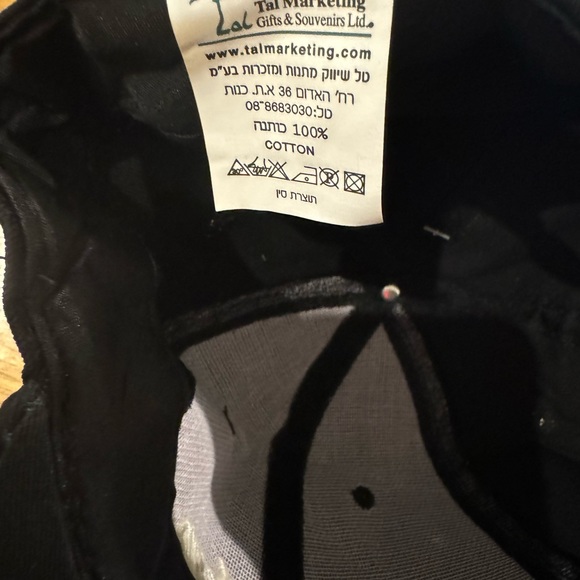 Tal Marketing
Tal Gifts & Souvenirs Ltd.
www.talmarketing.com
טל שיווק מתנות ומזכרות בע"מ
רח' האדום 36 א.ת. כנות
טל:08-8683030
100% כותנה
COTTON
תוצרת סין